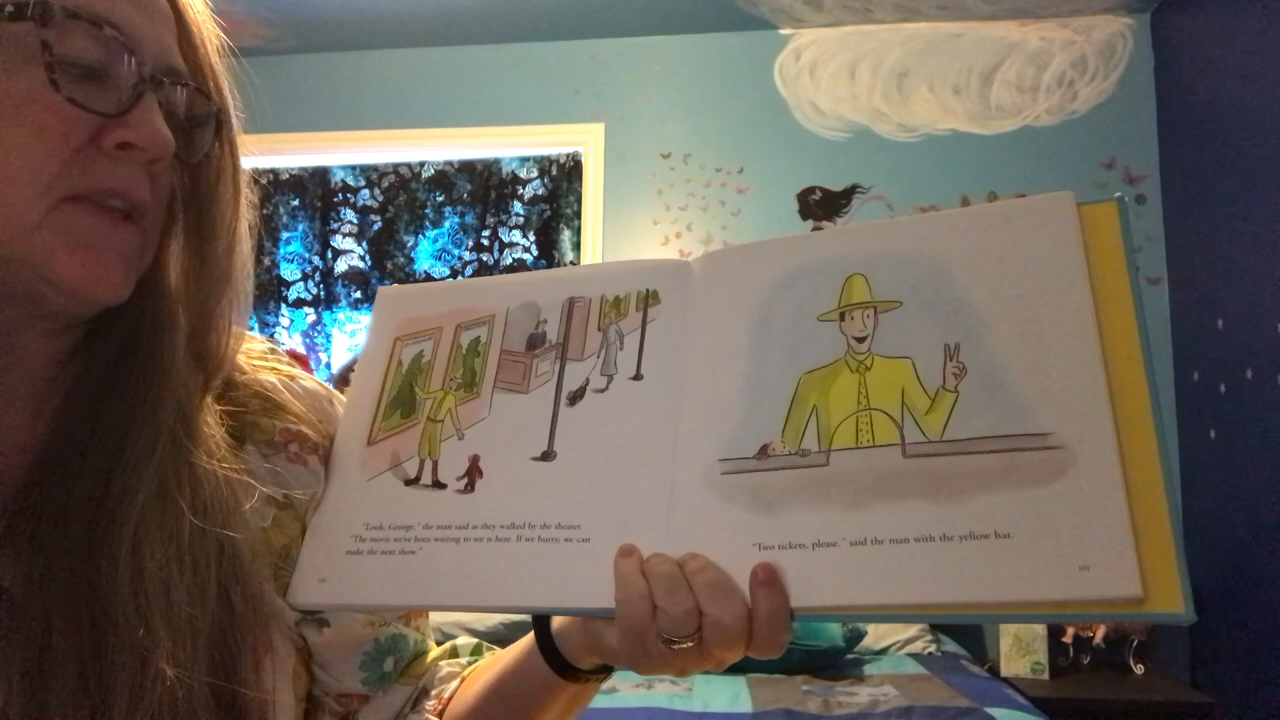 "Look, George," the man said as they walked by the theater.
"The movie we've been waiting to see is here. If we hurry, we can
make the next show."
"Two tickets, please," said the man with the yellow hat.